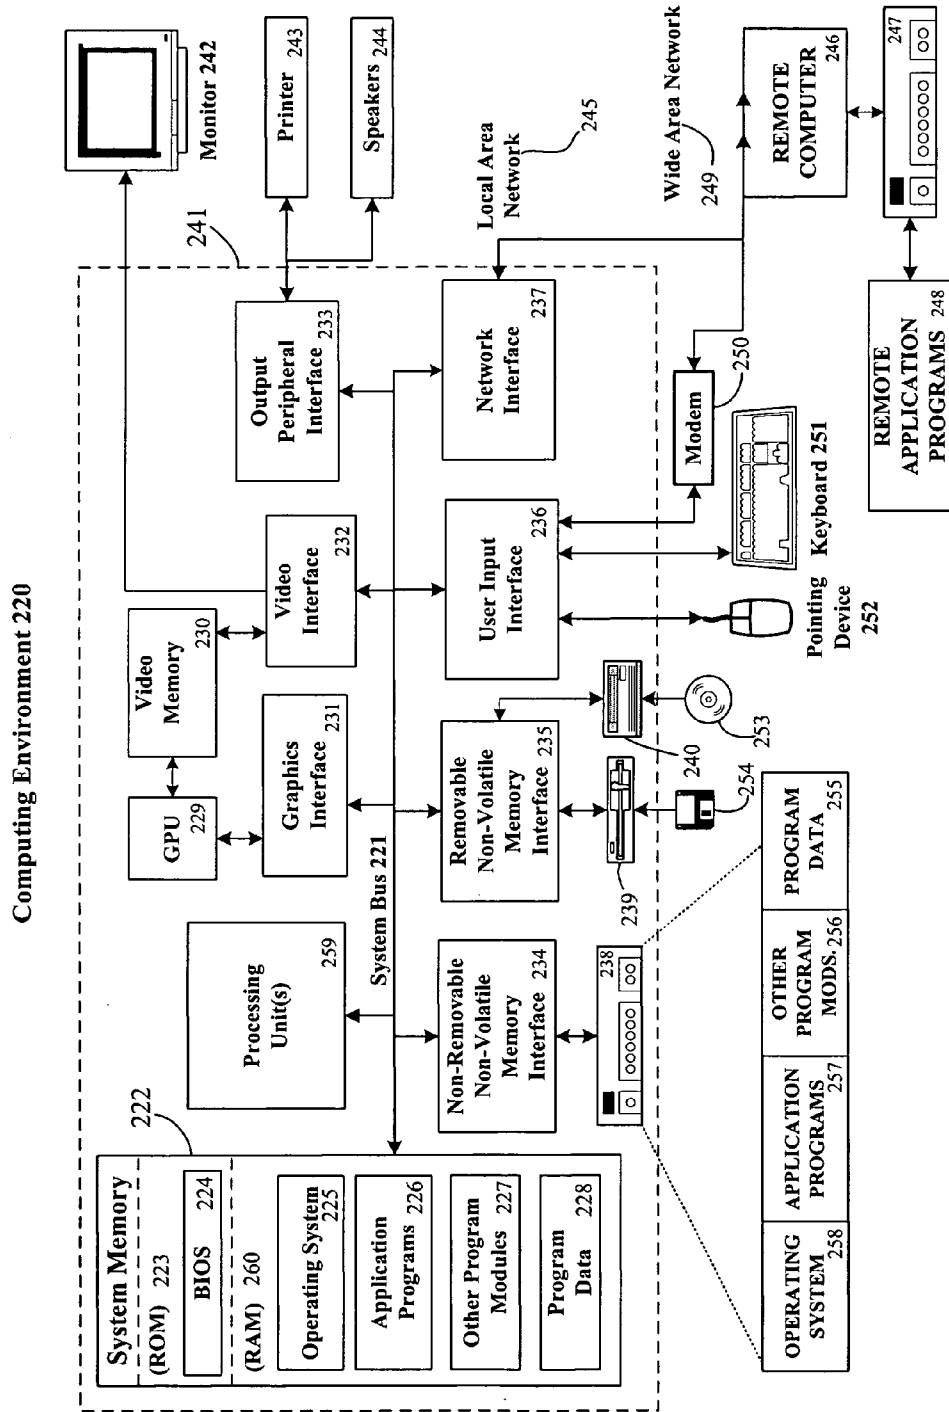 Computing Environment 220
222
System Memory
(ROM) 223
BIOS 224
(RAM) 260
Operating System
225
Application
Programs 226
Other Program
Modules 227
Program
Data 228
Processing
Unit(s)
259
System Bus 221
GPU
229
Video
Memory
230
Graphics
Interface
231
Video
Interface
232
Output
Peripheral
Interface
233
241
Monitor 242
Printer
243
Speakers
244
Non-Removable
Non-Volatile
Memory
Interface
234
Removable
Non-Volatile
Memory
Interface
235
User Input
Interface
236
Network
Interface
237
Local Area
Network
245
Wide Area Network
249
238
239
240
253
254
Modem
250
Pointing
Device
252
Keyboard 251
REMOTE
COMPUTER
246
247
REMOTE
APPLICATION
PROGRAMS
248
OPERATING
SYSTEM
258
APPLICATION
PROGRAMS
257
OTHER
PROGRAM
MODS. 256
PROGRAM
DATA
255